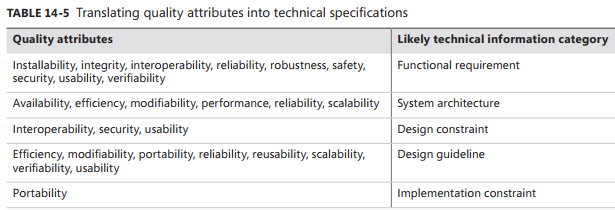 TABLE 14-5 Translating quality attributes into technical specifications
Quality attributes Likely technical information category
Installability, integrity, interoperability, reliability, robustness, safety, Functional requirement
security, usability, verifiability
Availability, efficiency, modifiability, performance, reliability, scalability System architecture
Interoperability, security, usability Design constraint
Efficiency, modifiability, portability, reliability, reusability, scalability, Design guideline
verifiability, usability
Portability Implementation constraint